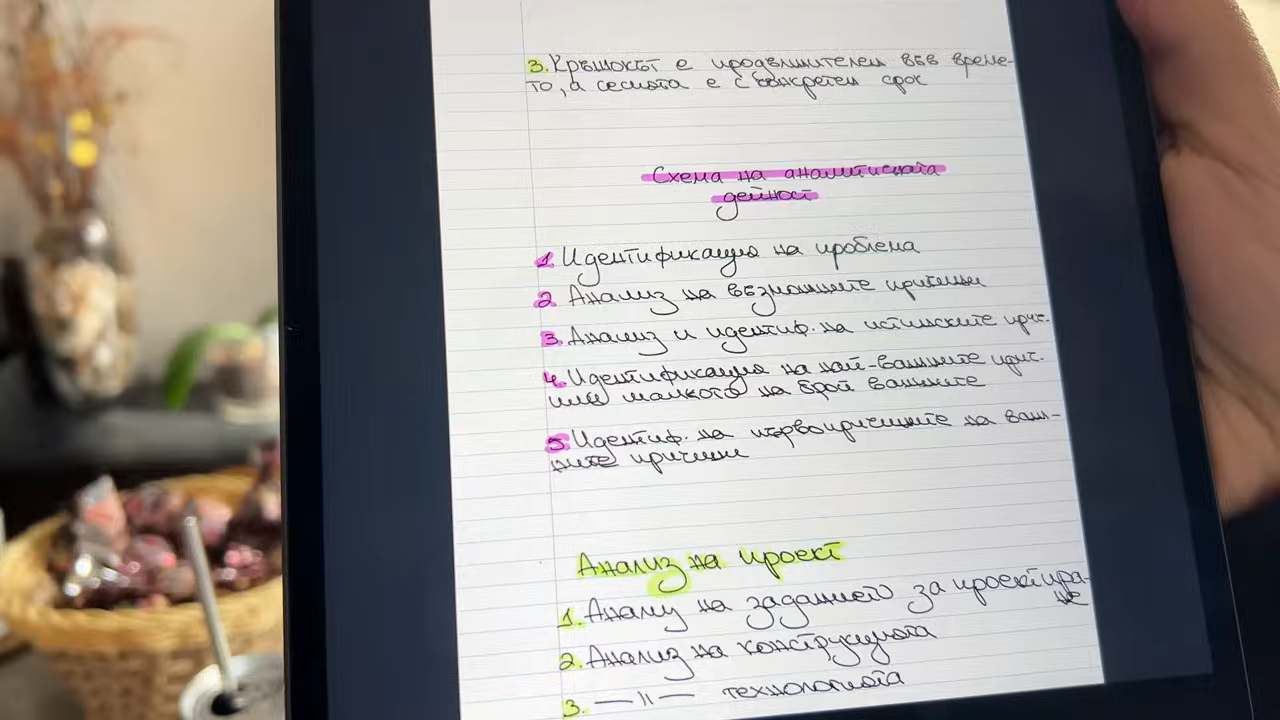 3. Кръжокът е продължителен във време-
то, а сесията е с конкретен срок
Схема на аналитичната
дейност
1. Идентификация на проблема
2. Анализ на възможните причини
3. Анализ и идентиф. на истинските прич.
4. Идентификация на най-важните прич.
или малкото на брой важните
5. Идентиф. на първопричините на важ-
ните причини
Анализ на проект
1. Анализ на заданието за проектира-
не
2. Анализ на конструкцията
3. —||— технологията